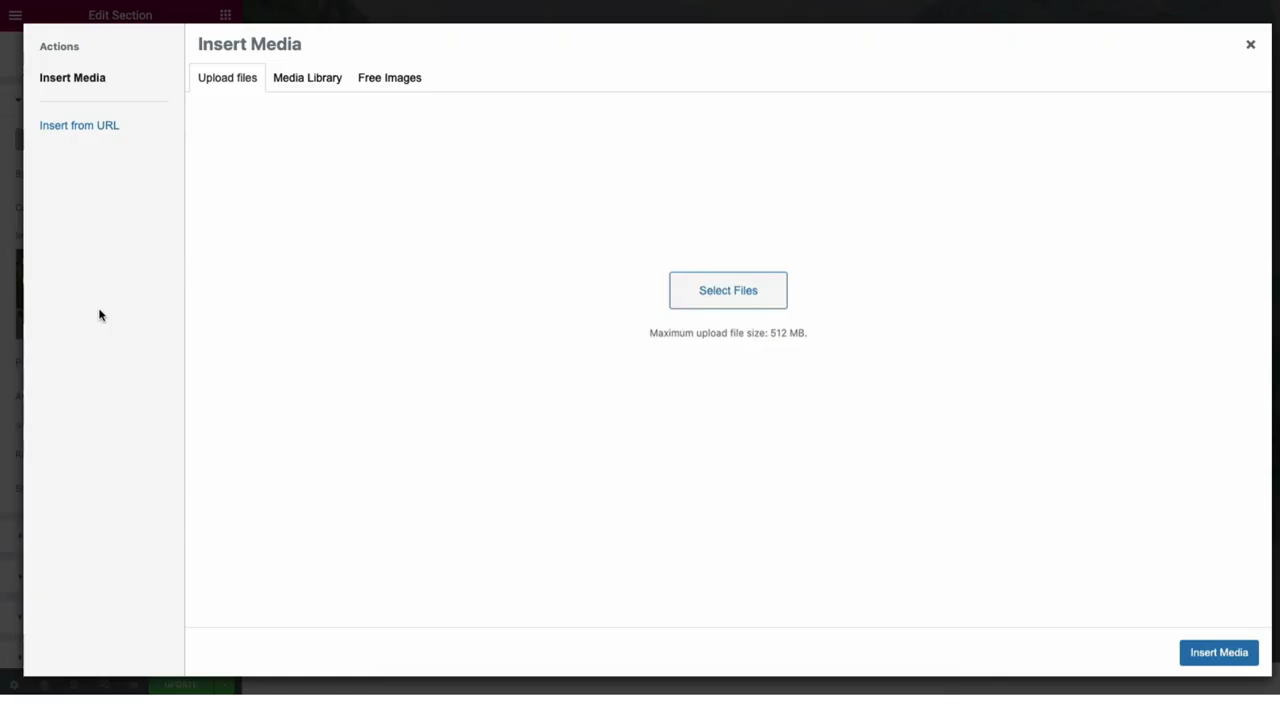 Edit Section
Actions
Insert Media
Insert from URL
Insert Media
Upload files
Media Library
Free Images
Select Files
Maximum upload file size: 512 MB.
Insert Media
UPDATE